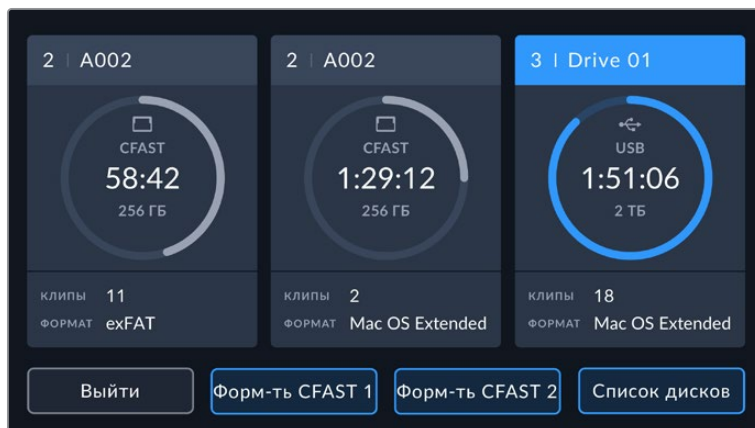 2 | A002
CFAST
58:42
256 ГБ
КЛИПЫ 11
ФОРМАТ exFAT
2 | A002
CFAST
1:29:12
256 ГБ
КЛИПЫ 2
ФОРМАТ Mac OS Extended
3 | Drive 01
USB
1:51:06
2 ТБ
КЛИПЫ 18
ФОРМАТ Mac OS Extended
Выйти
Форм-ть CFAST 1
Форм-ть CFAST 2
Список дисков